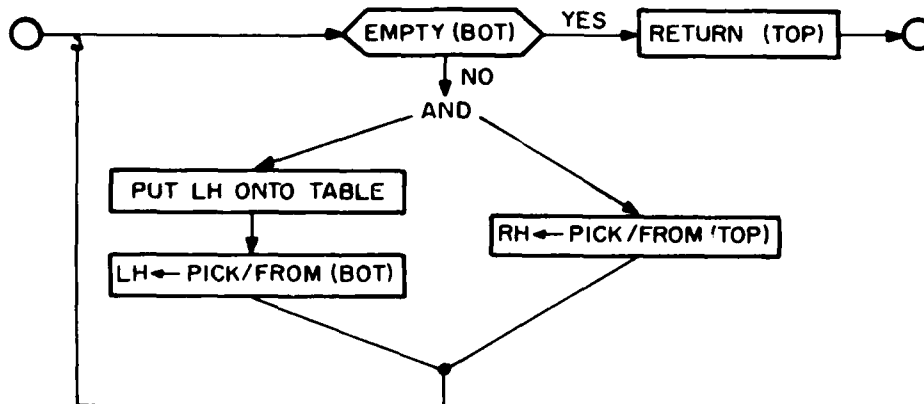 EMPTY (BOT)
YES
RETURN (TOP)
NO
AND
PUT LH ONTO TABLE
RH← PICK/FROM 'TOP)
LH← PICK/FROM (BOT)